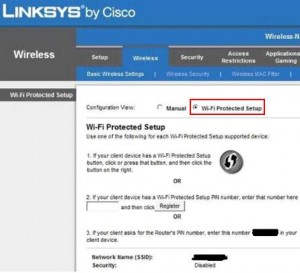 LINKSYS® by Cisco
Wireless-N
Wireless
Setup
Wireless
Security
Access Restrictions
Applications Gaming
Basic Wireless Settings
Wireless Security
Wireless MAC Filter
Wi-Fi Protected Setup
Configuration View:
Manual
Wi-Fi Protected Setup
Wi-Fi Protected Setup
Use one of the following for each Wi-Fi Protected Setup supported device.
1. If your client device has a Wi-Fi Protected Setup
button, click or press that button, and then click the
button on the right.
OR
2. If your client device has a Wi-Fi Protected Setup PIN number, enter that number here
and then click Register
OR
3. If your client asks for the Router's PIN number, enter this number in your
client device.
Network Name (SSID):
Security: Disabled